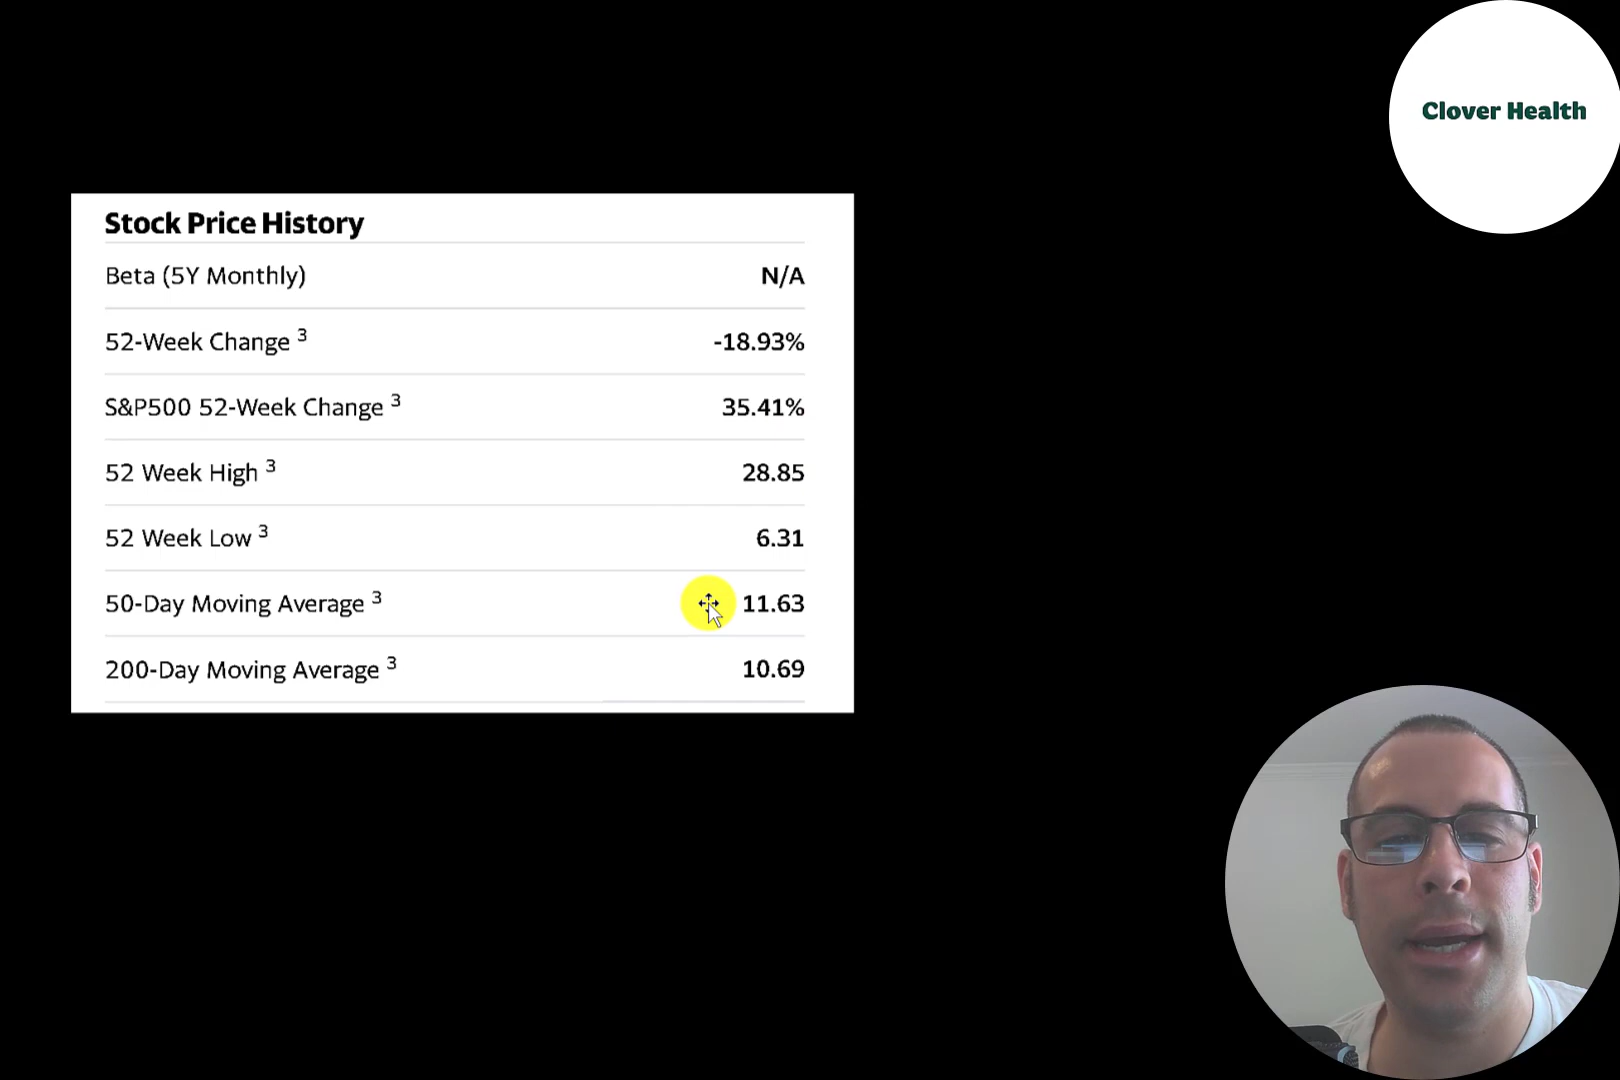 Clover Health
Stock Price History
Beta (5Y Monthly) N/A
52-Week Change 3 -18.93%
S&P500 52-Week Change 3 35.41%
52 Week High 3 28.85
52 Week Low 3 6.31
50-Day Moving Average 3 11.63
200-Day Moving Average 3 10.69